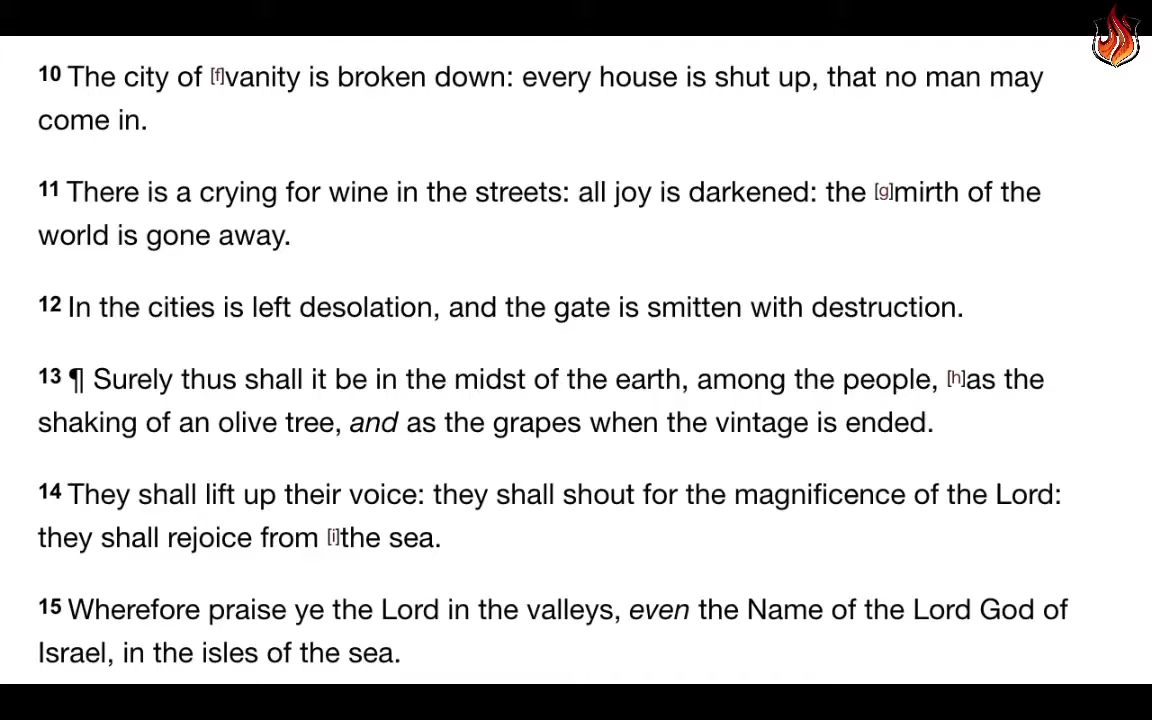 10 The city of [f]vanity is broken down: every house is shut up, that no man may
come in.
11 There is a crying for wine in the streets: all joy is darkened: the [g]mirth of the
world is gone away.
12 In the cities is left desolation, and the gate is smitten with destruction.
13 ¶ Surely thus shall it be in the midst of the earth, among the people, [h]as the
shaking of an olive tree, and as the grapes when the vintage is ended.
14 They shall lift up their voice: they shall shout for the magnificence of the Lord:
they shall rejoice from [i]the sea.
15 Wherefore praise ye the Lord in the valleys, even the Name of the Lord God of
Israel, in the isles of the sea.